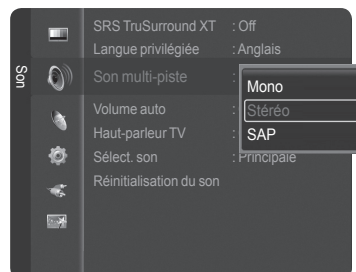 Son
SRS TruSurround XT : Off
Langue privilégiée : Anglais
Son multi-piste :
Mono
Stéréo
SAP
Volume auto :
Haut-parleur TV :
Sélect. son : Principale
Réinitialisation du son